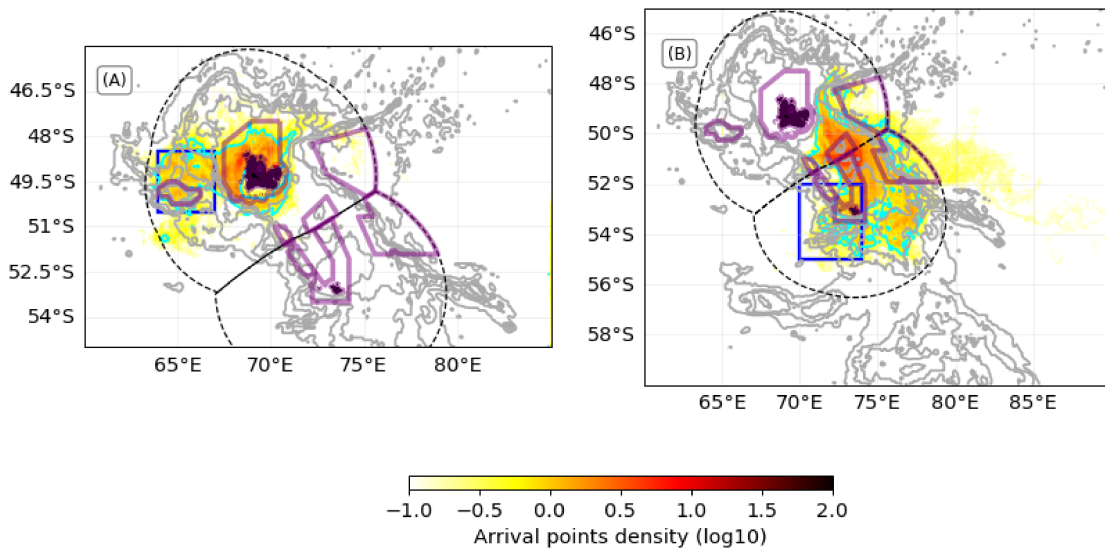 (A)
46.5°S
48°S
49.5°S
51°S
52.5°S
54°S
65°E 70°E 75°E 80°E
(B)
46°S
48°S
50°S
52°S
54°S
56°S
58°S
65°E 70°E 75°E 80°E 85°E
−1.0 −0.5 0.0 0.5 1.0 1.5 2.0
Arrival points density (log10)